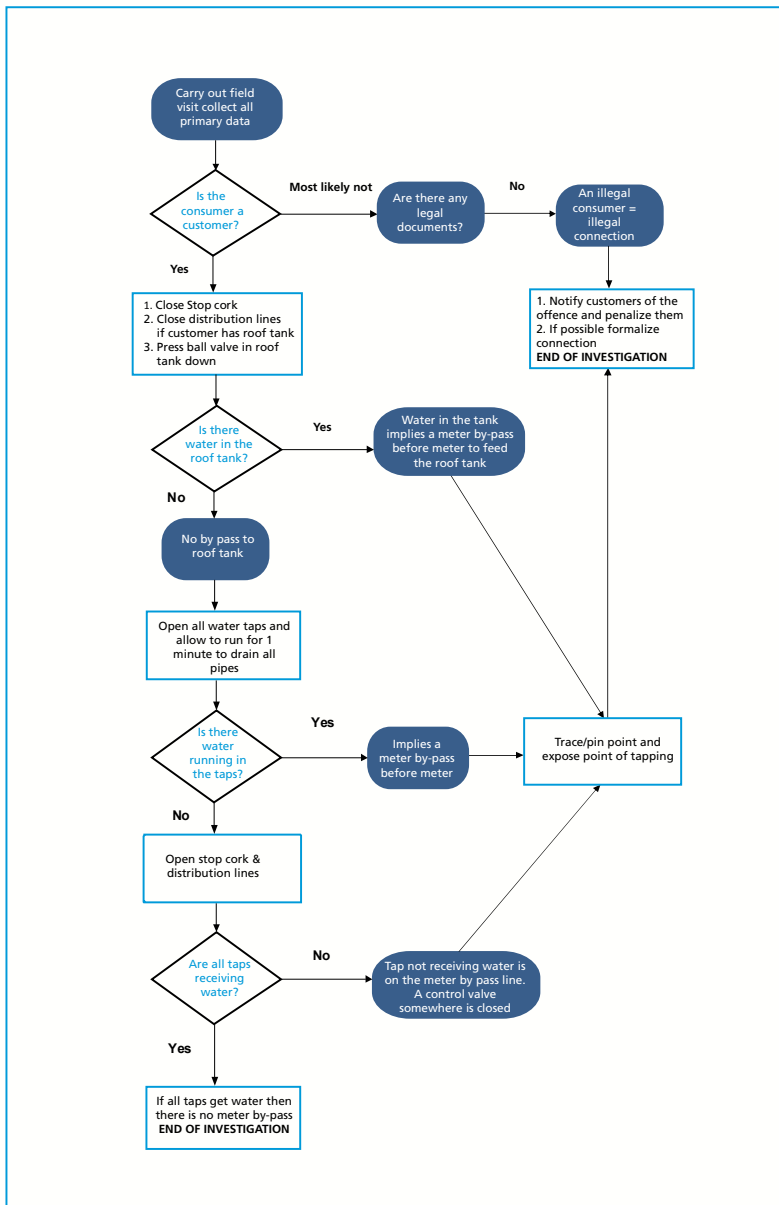 Carry out field
visit collect all
primary data
Is the
consumer a
customer?
Most likely not
Are there any
legal
documents?
No
An illegal
consumer =
illegal
connection
Yes
1. Close Stop cork
2. Close distribution lines
if customer has roof tank
3. Press ball valve in roof
tank down
1. Notify customers of the
offence and penalize them
2. If possible formalize
connection
END OF INVESTIGATION
Is there
water in the
roof tank?
Yes
Water in the tank
implies a meter by-pass
before meter to feed
the roof tank
No
No by pass to
roof tank
Open all water taps and
allow to run for 1
minute to drain all
pipes
Is there
water
running in
the taps?
Yes
Implies a
meter by-pass
before meter
Trace/pin point and
expose point of tapping
No
Open stop cork &
distribution lines
Are all taps
receiving
water?
No
Tap not receiving water is
on the meter by pass line.
A control valve
somewhere is closed
Yes
If all taps get water then
there is no meter by-pass
END OF INVESTIGATION